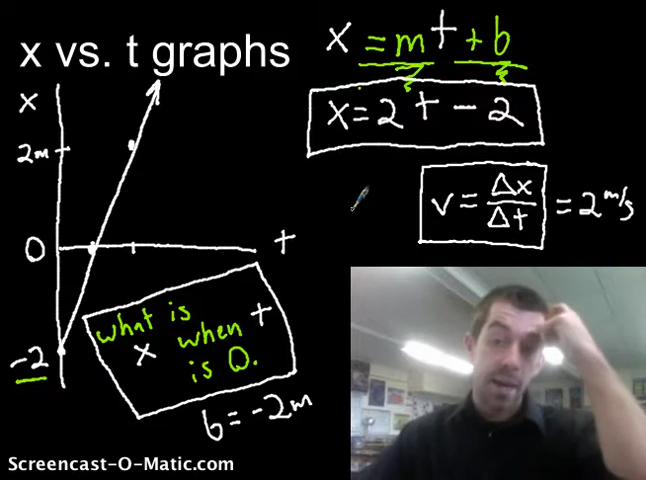 x vs. t graphs
x = mt + b
x = 2t - 2
v = Δx/Δt = 2 m/s
x
2m
0
t
-2
what is
x when t
is 0.
b = -2m
Screencast-O-Matic.com